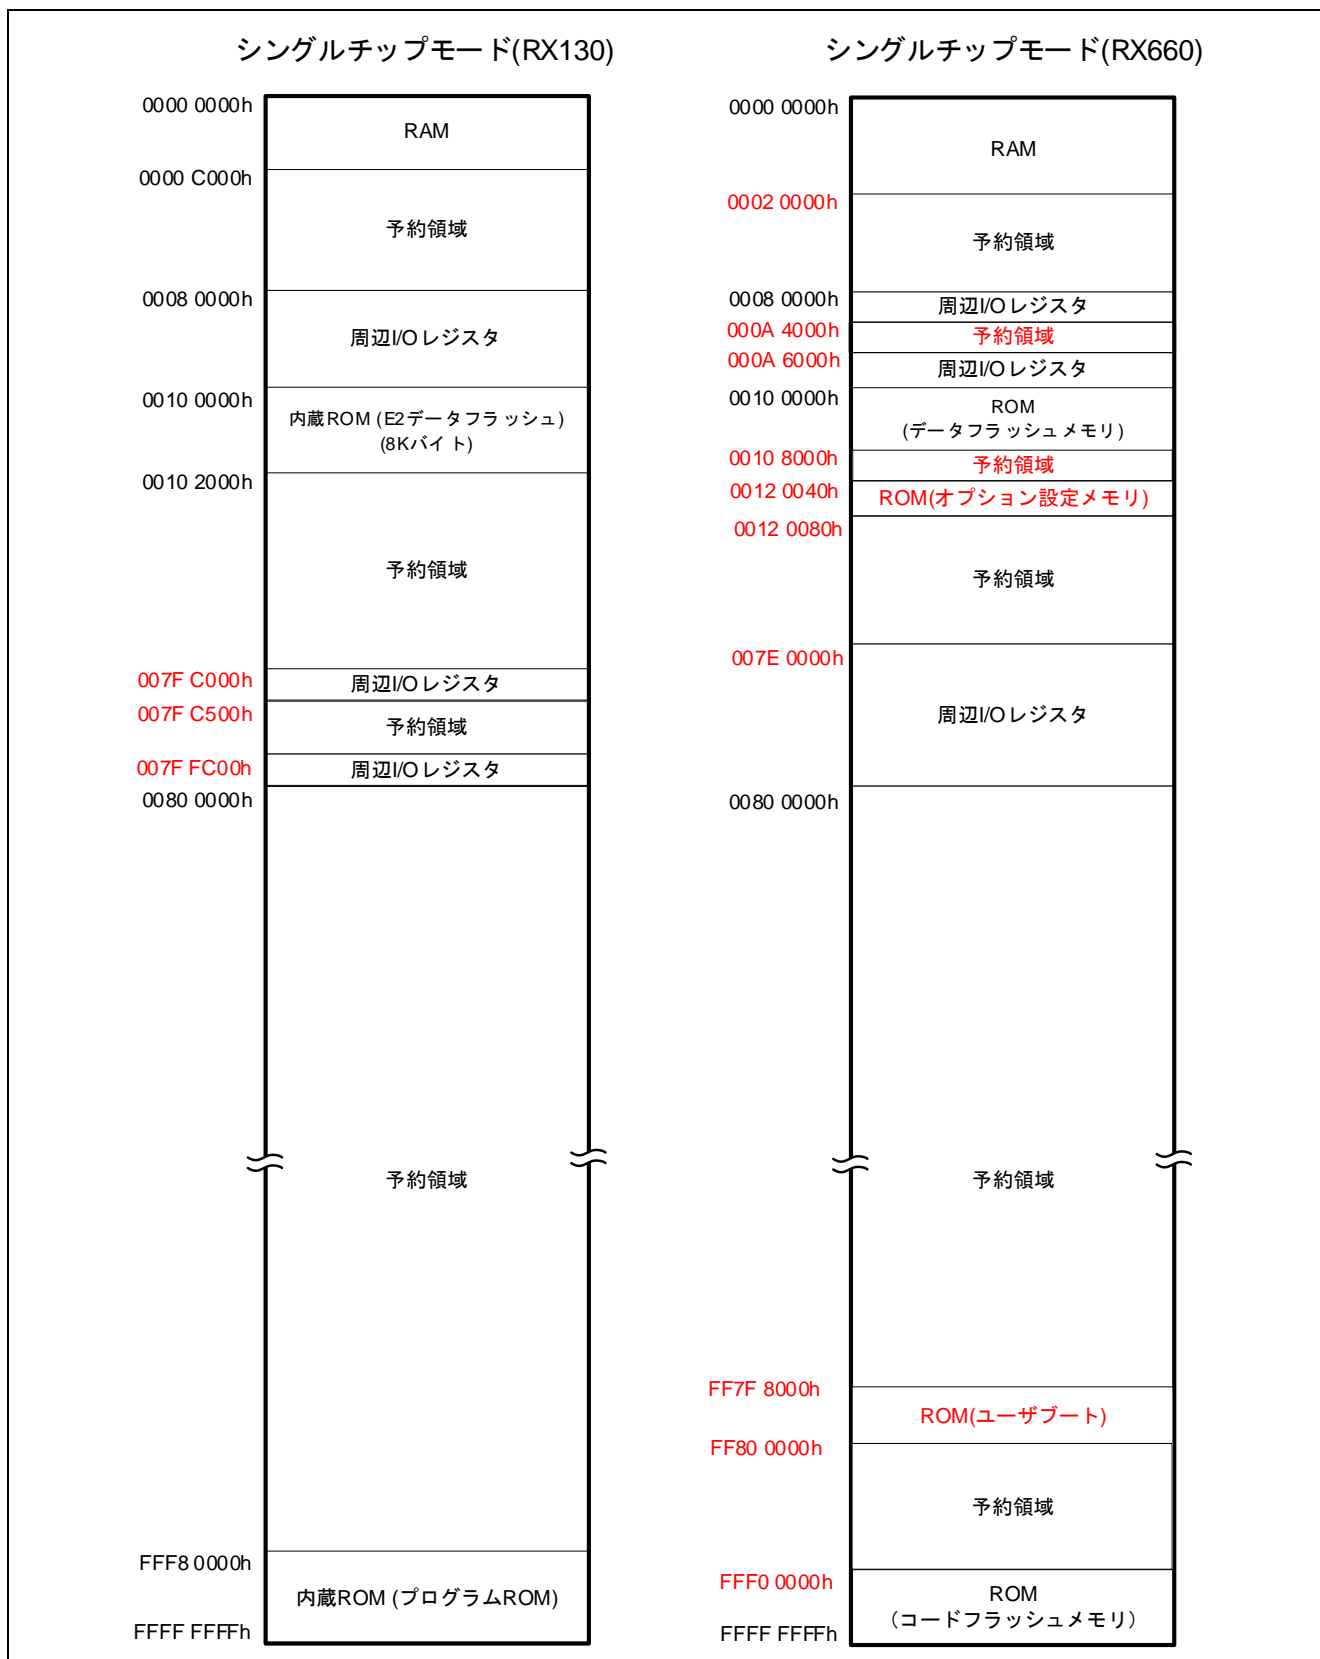 シングルチップモード(RX130)
0000 0000h
RAM
0000 C000h
予約領域
0008 0000h
周辺I/Oレジスタ
0010 0000h
内蔵ROM (E2データフラッシュ)
(8Kバイト)
0010 2000h
予約領域
007F C000h
周辺I/Oレジスタ
007F C500h
予約領域
007F FC00h
周辺I/Oレジスタ
0080 0000h
予約領域
FFF8 0000h
内蔵ROM (プログラムROM)
FFFF FFFFh
シングルチップモード(RX660)
0000 0000h
RAM
0002 0000h
予約領域
0008 0000h
周辺I/Oレジスタ
000A 4000h
予約領域
000A 6000h
周辺I/Oレジスタ
0010 0000h
ROM
(データフラッシュメモリ)
0010 8000h
予約領域
0012 0040h
ROM(オプション設定メモリ)
0012 0080h
予約領域
007E 0000h
周辺I/Oレジスタ
0080 0000h
予約領域
FF7F 8000h
ROM(ユーザブート)
FF80 0000h
予約領域
FFF0 0000h
ROM
(コードフラッシュメモリ)
FFFF FFFFh